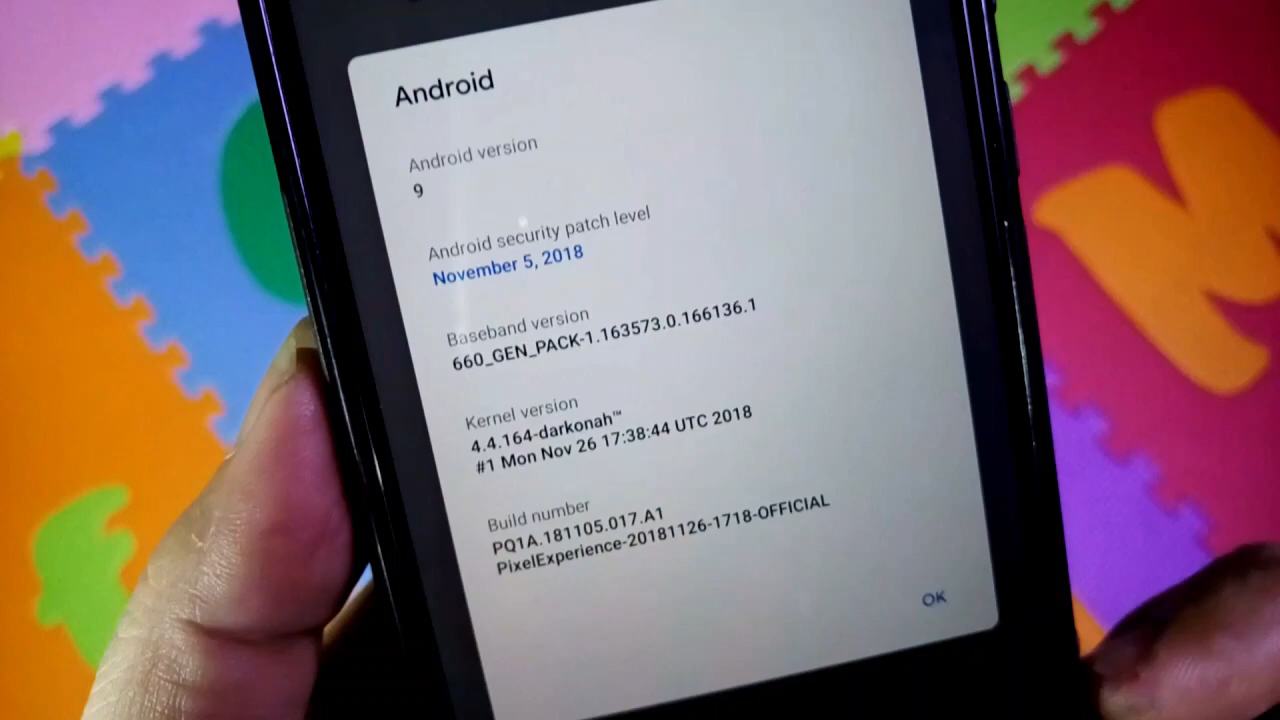 Android
Android version
9
Android security patch level
November 5, 2018
Baseband version
660_GEN_PACK-1.163573.0.166136.1
Kernel version
4.4.164-darkonah™
#1 Mon Nov 26 17:38:44 UTC 2018
Build number
PQ1A.181105.017.A1
PixelExperience-20181126-1718-OFFICIAL
OK
M